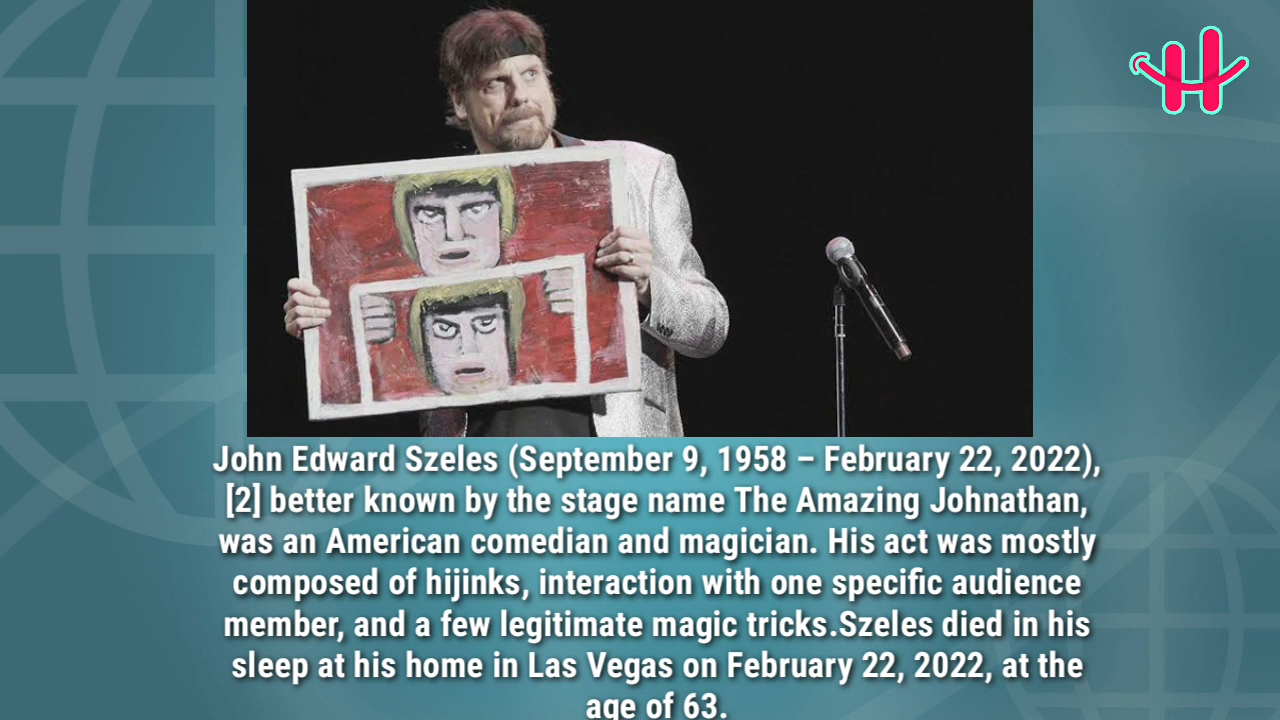 John Edward Szeles (September 9, 1958 – February 22, 2022),
[2] better known by the stage name The Amazing Johnathan,
was an American comedian and magician. His act was mostly
composed of hijinks, interaction with one specific audience
member, and a few legitimate magic tricks.Szeles died in his
sleep at his home in Las Vegas on February 22, 2022, at the
age of 63.